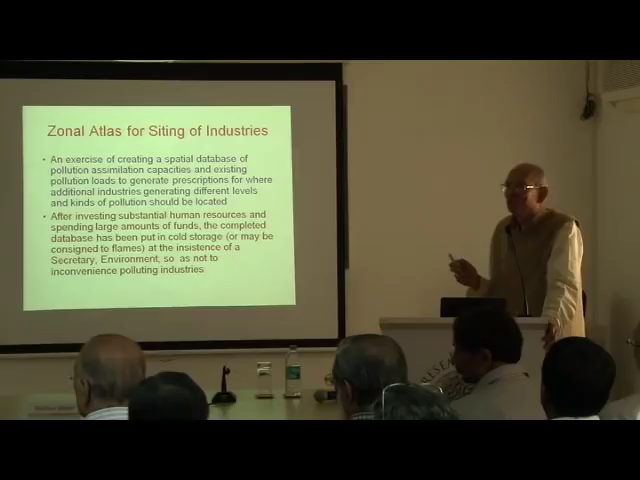 Zonal Atlas for Siting of Industries
• An exercise of creating a spatial database of
pollution assimilation capacities and existing
pollution loads to generate prescriptions for where
additional industries generating different levels
and kinds of pollution should be located
• After investing substantial human resources and
spending large amounts of funds, the completed
database has been put in cold storage (or may be
consigned to flames) at the insistence of a
Secretary, Environment, so as not to
inconvenience polluting industries
RESEARC